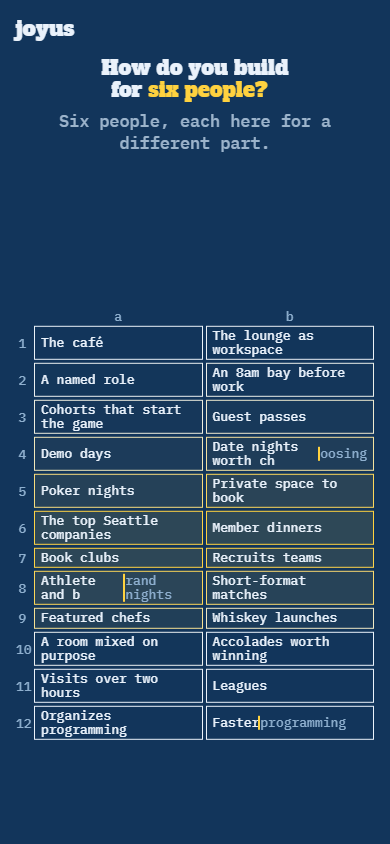 joyus
How do you build
for six people?
Six people, each here for a
different part.
a b
1 The café The lounge as
workspace
2 A named role An 8am bay before
work
3 Cohorts that start
the game Guest passes
4 Demo days Date nights
worth ch oosing
5 Poker nights Private space to
book
6 The top Seattle
companies Member dinners
7 Book clubs Recruits teams
8 Athlete
and b rand
nights Short-format
matches
9 Featured chefs Whiskey launches
10 A room mixed on
purpose Accolades worth
winning
11 Visits over two
hours Leagues
12 Organizes
programming Faster programming